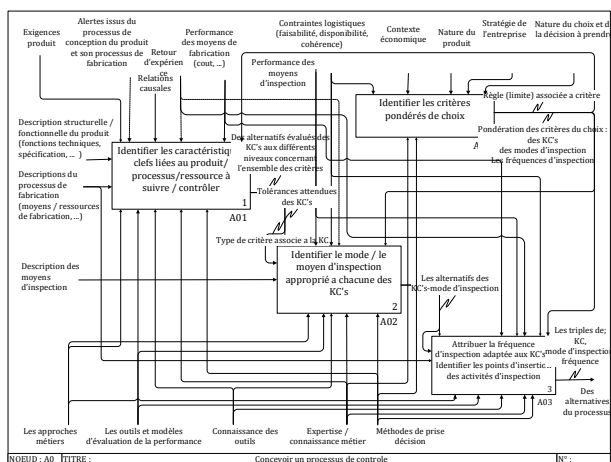 Exigences
produit
Alertes issus du
processus de
conception du produit
et son processus de
fabrication
Retour
d'expérien
ce
Relations
causales
Performance
des moyens de
fabrication
(cout, ...)
Contraintes logistiques
(faisabilité, disponibilité,
cohérence)
Performance des
moyens
d'inspection
Contexte
économique
Nature du
produit
Stratégie de
l'entreprise
Nature du choix et de
la décision à prendre
Identifier les critères
pondérés de choix
A
Règle (limite) associée a critère
Pondération des critères du choix :
des KC's
des modes d'inspection
Les fréquences d'inspection
Description structurelle /
fonctionnelle du produit
(fonctions techniques,
spécification, ... )
Descriptions du
processus de
fabrication
(moyens / ressources
de fabrication, ...)
Identifier les caractéristiqu
clefs liées au produit/
processus/ressource à
suivre / contrôler
1
A01
Des alternatifs évalués des
KC's aux différents
niveaux concernant
l'ensemble des critères
Tolérances attendues
des KC's
Type de critère associe a la KC
Description des
moyens
d'inspection
Identifier le mode / le
moyen d'inspection
approprié a chacune des
KC's
2
A02
Les alternatifs des
KC's-mode d'inspection
Attribuer la fréquence
d'inspection adaptée aux KC's
Identifier les points d'insertic...
des activités d'inspection
3
A03
Les triples de;
KC,
mode d'inspection
fréquence
Des
alternatives
du processus
Les approches
métiers
Les outils et modèles
d'évaluation de la performance
Connaissance des
outils
Expertise /
connaissance métier
Méthodes de prise
décision
NOEUD : A0
TITRE :
Concevoir un processus de controle
N° :